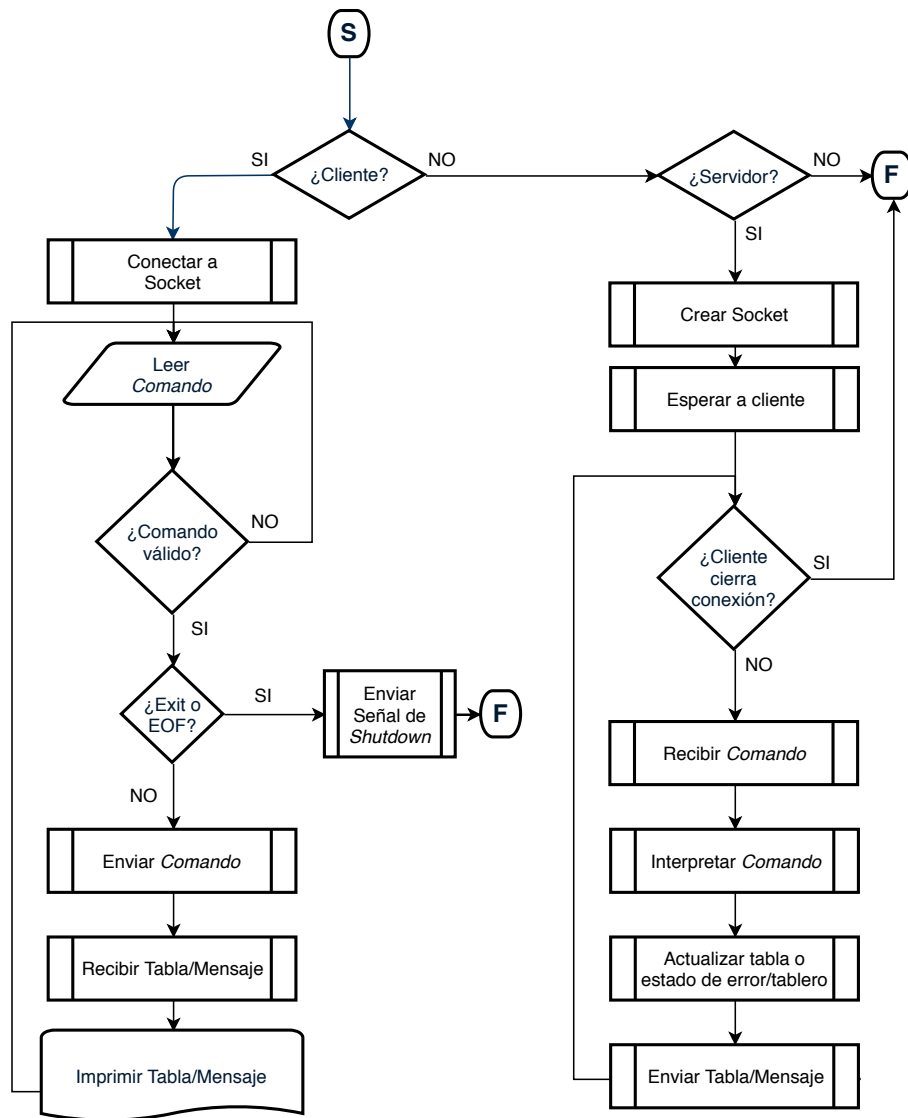 S
¿Cliente?
SI
NO
Conectar a
Socket
Leer
Comando
¿Comando
válido?
NO
SI
¿Exit o
EOF?
SI
Enviar
Señal de
Shutdown
F
NO
Enviar Comando
Recibir Tabla/Mensaje
Imprimir Tabla/Mensaje
¿Servidor?
NO
F
SI
Crear Socket
Esperar a cliente
¿Cliente
cierra
conexión?
SI
NO
Recibir Comando
Interpretar Comando
Actualizar tabla o
estado de error/tablero
Enviar Tabla/Mensaje